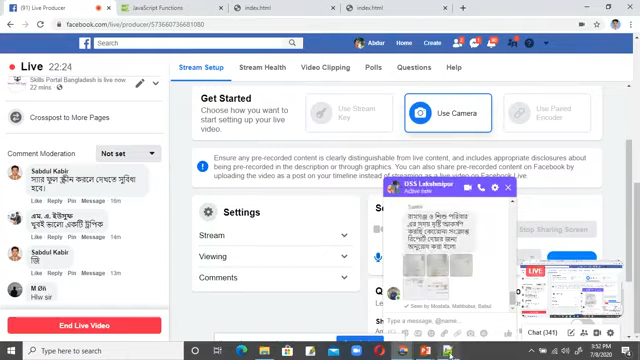 (91) Live Producer
JavaScript Functions
index.html
index.html
facebook.com/live/producer/573660736681080
Search
Abdur
Home
Create
Live 22:24
Skills Portal Bangladesh is live now.
22 mins
Crosspost to More Pages
Comment Moderation
Not set
Sabdul Kabir
স্যার ফুল স্ক্রীন করলে দেখতে সুবিধা
হবে।
Like Reply Pin Message 16m
এম. এ. ইউসুফ
খুবই ভালো একটি ট্রপিক
Like Reply Pin Message 14m
Sabdul Kabir
জি
Like Reply Pin Message 13m
Hlw sir
End Live Video
Stream Setup
Stream Health
Video Clipping
Polls
Questions
Help
Get Started
Choose how you want to
start setting up your live
video.
Use Stream
Key
Use Camera
Use Paired
Encoder
Ensure any pre-recorded content is clearly distinguishable from live content, and includes appropriate disclosures about
being pre-recorded in the description or through graphics. You can also share pre-recorded content on Facebook by
uploading the video as a post on your timeline instead of streaming as a live video on Facebook Live
Settings
Stream
Viewing
Comments
Stop Sharing Screen
OSS Lakshmipur
Active now
রামগঞ্জ ও শিশু পরিবার
Seen by Mostafa, Mahbubor, Babul
Type a message, @name...
LIVE
Chat (341)
Type here to search
3:52 PM
7/8/2020